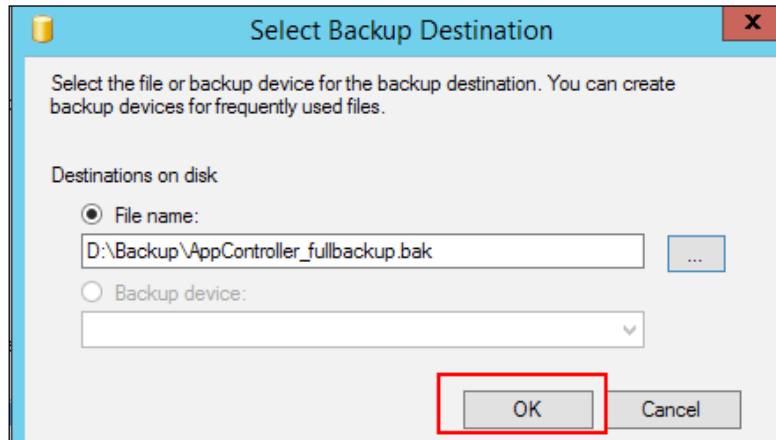 Select Backup Destination
x
Select the file or backup device for the backup destination. You can create
backup devices for frequently used files.
Destinations on disk
File name:
D:\Backup\AppController_fullbackup.bak
...
Backup device:
OK
Cancel